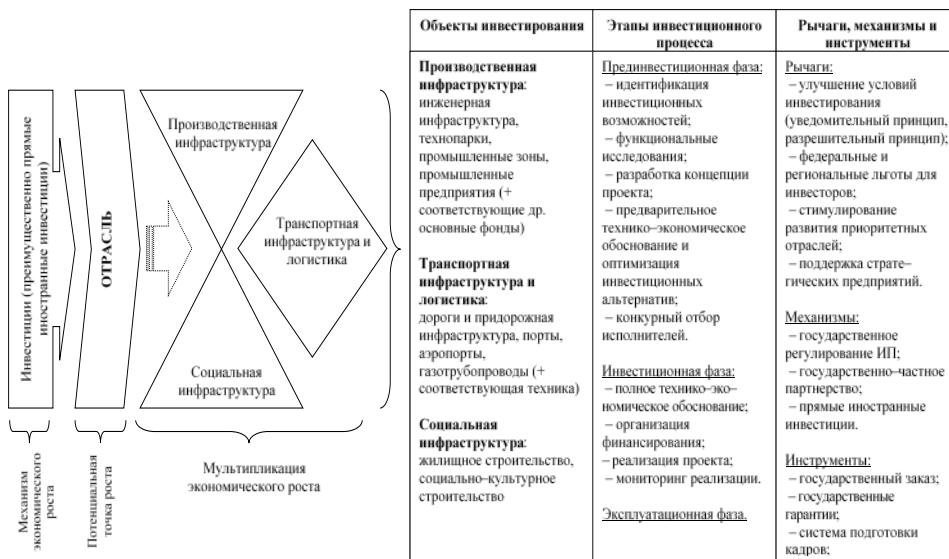 Инвестиции (преимущественно прямые
иностранные инвестиции)
ОТРАСЛЬ
Производственная
инфраструктура
Транспортная
инфраструктура и
логистика
Социальная
инфраструктура
Механизм
экономического
роста
Потенциальная
точка роста
Мультипликация
экономического роста
Объекты инвестирования
Производственная
инфраструктура:
инженерная
инфраструктура,
технопарки,
промышленные зоны,
промышленные
предприятия (+
соответствующие др.
основные фонды)
Транспортная
инфраструктура и
логистика:
дороги и придорожная
инфраструктура, порты,
аэропорты,
газотрубопроводы (+
соответствующая техника)
Социальная
инфраструктура:
жилищное строительство,
социально–культурное
строительство
Этапы инвестиционного
процесса
Прединвестиционная фаза:
– идентификация
инвестиционных
возможностей;
– функциональные
исследования;
– разработка концепции
проекта;
– предварительное
технико–экономическое
обоснование и
оптимизация
инвестиционных
альтернатив;
– конкурный отбор
исполнителей.
Инвестиционная фаза:
– полное технико–эко–
номическое обоснование;
– организация
финансирования;
– реализация проекта;
– мониторинг реализации.
Эксплуатационная фаза.
Рычаги, механизмы и
инструменты
Рычаги:
– улучшение условий
инвестирования
(уведомительный принцип,
разрешительный принцип);
– федеральные и
региональные льготы для
инвесторов;
– стимулирование
развития приоритетных
отраслей;
– поддержка страте–
гических предприятий.
Механизмы:
– государственное
регулирование ИП;
– государственно–частное
партнерство;
– прямые иностранные
инвестиции.
Инструменты:
– государственный заказ;
– государственные
гарантии;
– система подготовки
кадров;